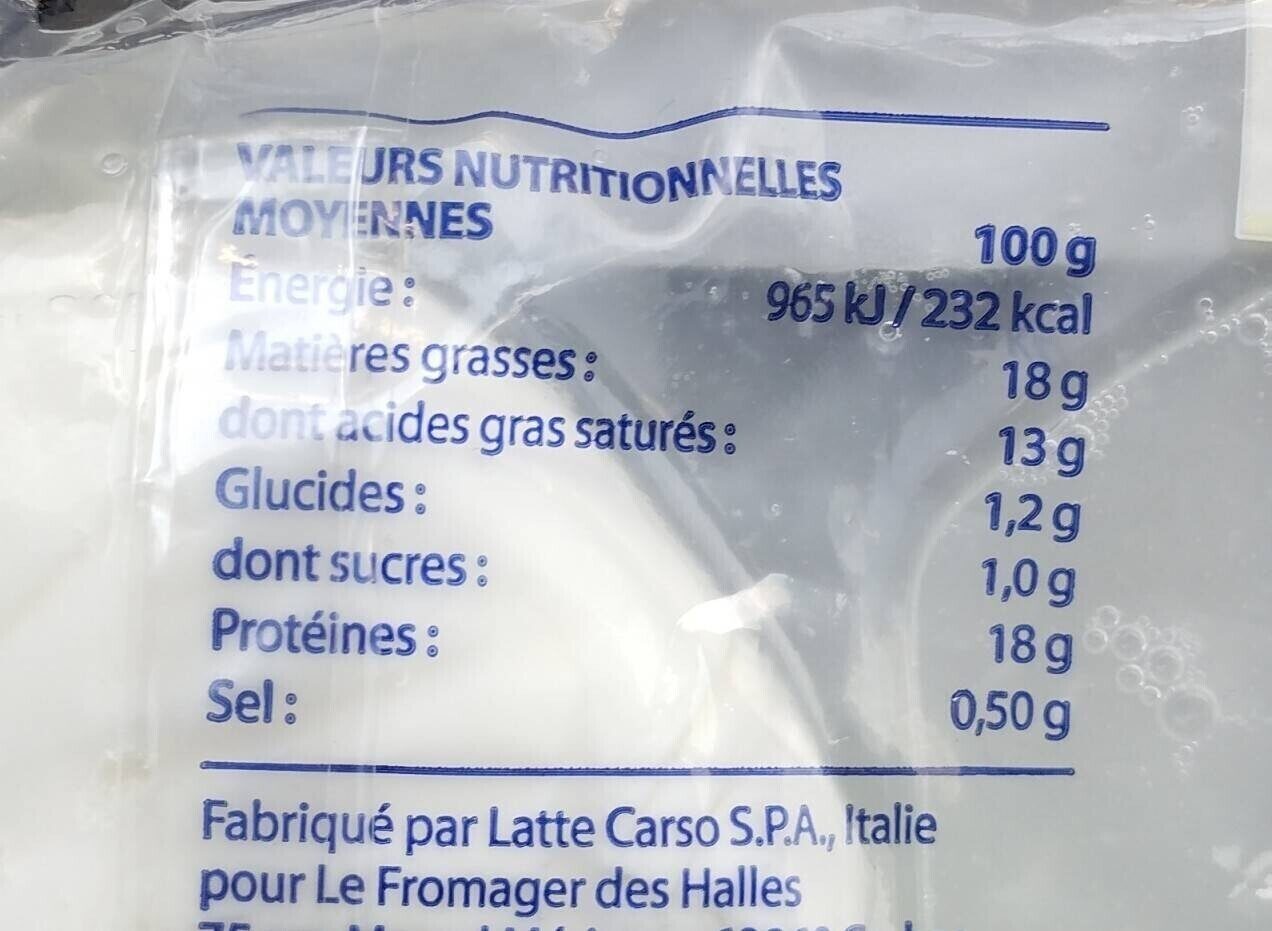 VALEURS NUTRITIONNELLES
MOYENNES
100 g
Énergie : 965 kJ / 232 kcal
Matières grasses : 18 g
dont acides gras saturés : 13 g
Glucides : 1,2 g
dont sucres : 1,0 g
Protéines : 18 g
Sel : 0,50 g
Fabriqué par Latte Carso S.P.A., Italie
pour Le Fromager des Halles